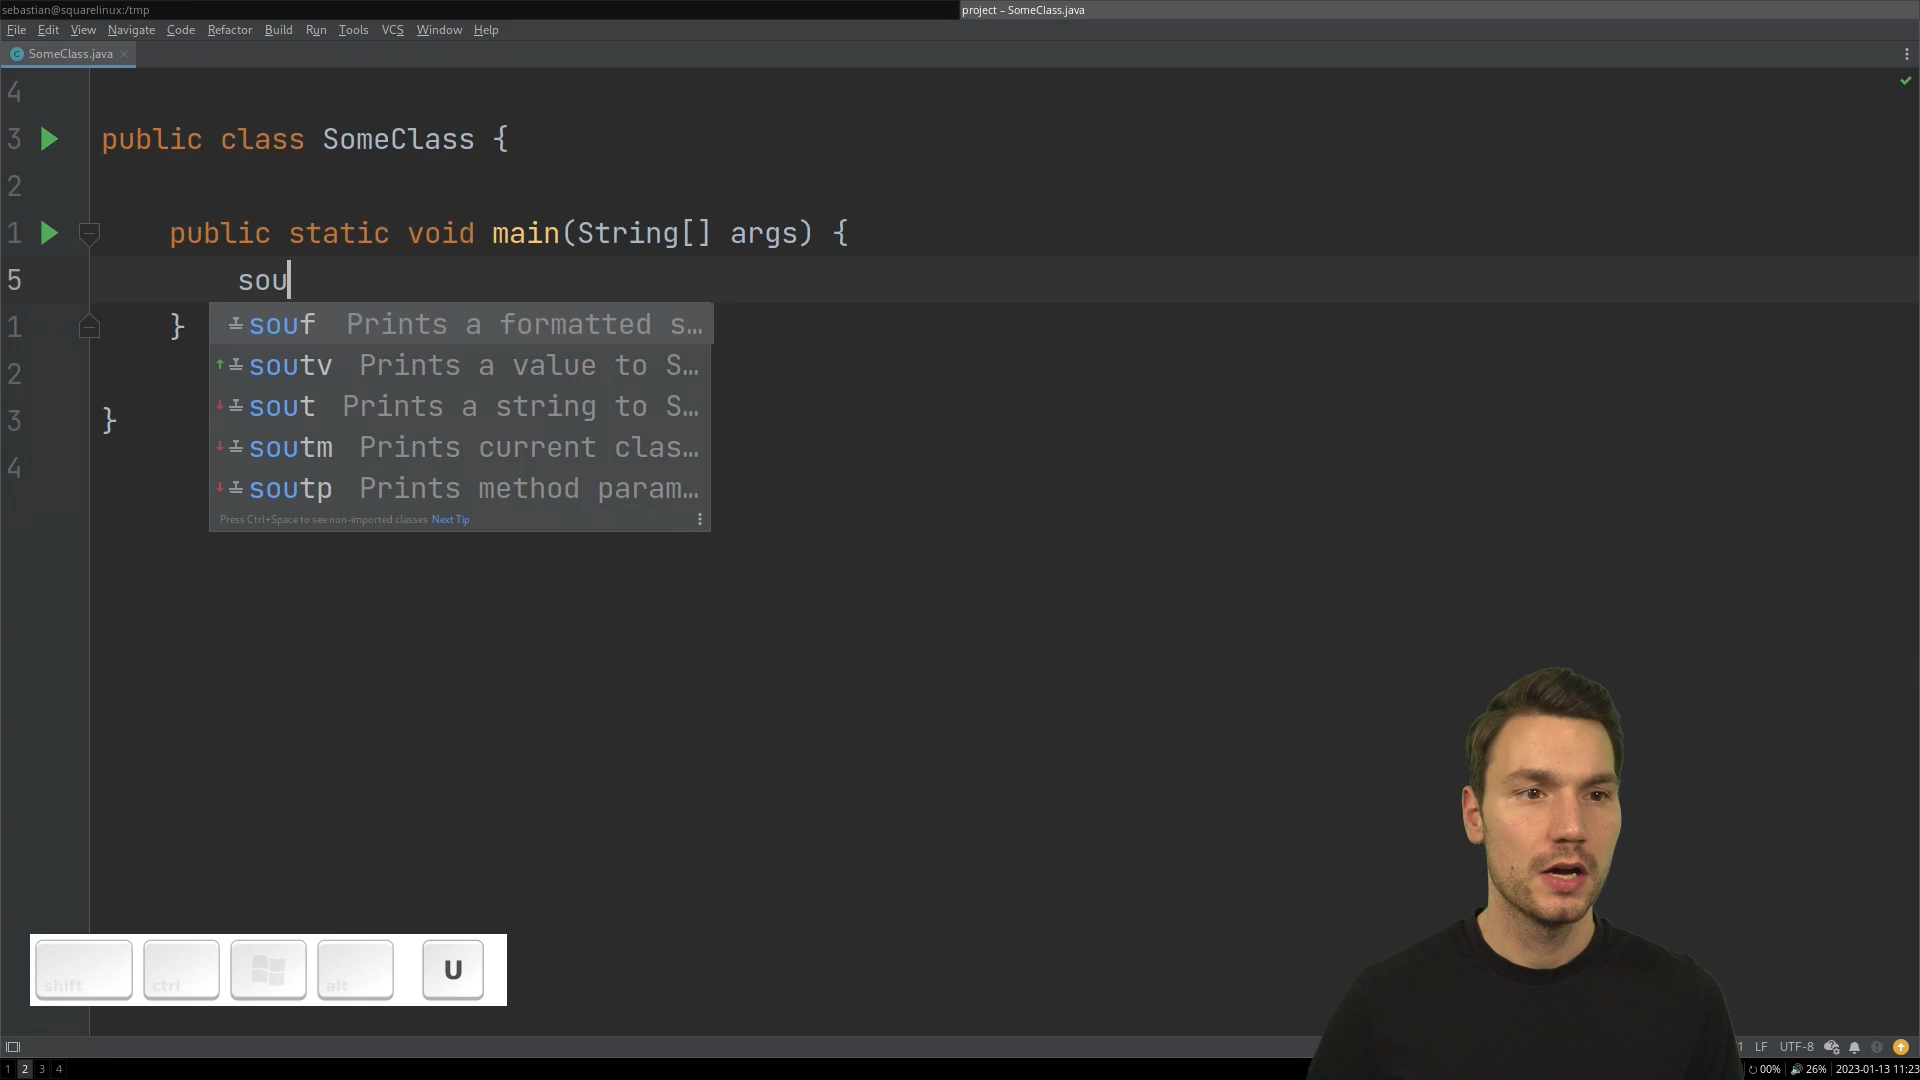 sebastian@squarelinux:/tmp
project – SomeClass.java
File Edit View Navigate Code Refactor Build Run Tools VCS Window Help
SomeClass.java
4
3 public class SomeClass {
2
1 public static void main(String[] args) {
5 sou
1 }
2
3 }
4
souf Prints a formatted s…
soutv Prints a value to S…
sout Prints a string to S…
soutm Prints current clas…
soutp Prints method param…
Press Ctrl+Space to see non-imported classes Next Tip
shift ctrl alt U
LF UTF-8
1 2 3 4
00% 26% 2023-01-13 11:23